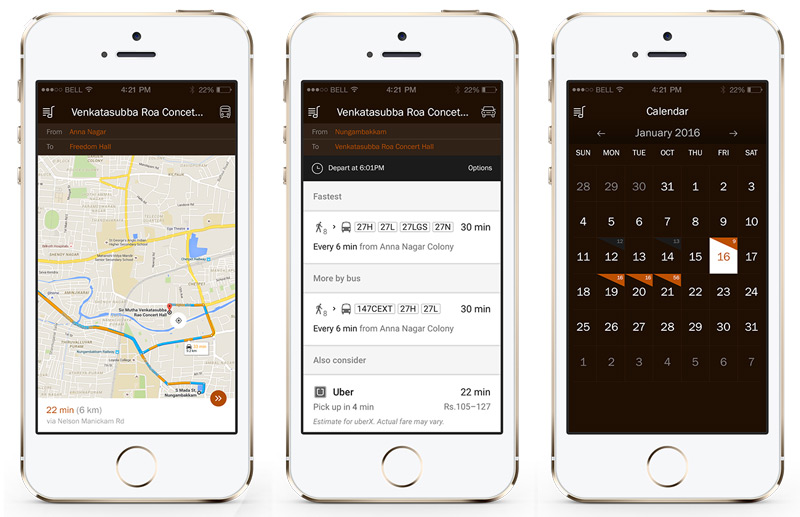 BELL 4:21 PM 22%
Venkatasubba Roa Concet...
From Anna Nagar
To Freedom Hall
Sir Mutha Venkatasubba
Rao Concert Hall
S Mada St,
Nungambakkam
22 min (6 km)
via Nelson Manickam Rd
BELL 4:21 PM 22%
Venkatasubba Roa Concet...
From Nungambakkam
To Venkatasubba Roa Concert Hall
Depart at 6:01PM Options
Fastest
8 27H 27L 27LGS 27N 30 min
Every 6 min from Anna Nagar Colony
More by bus
8 147CEXT 27H 27L 30 min
Every 6 min from Anna Nagar Colony
Also consider
Uber 22 min
Pick up in 4 min Rs.105–127
Estimate for uberX. Actual fare may vary.
BELL 4:21 PM 22%
Calendar
← January 2016 →
SUN MON TUE OCT THU FRI SAT
28 29 30 31 1 2 3
4 5 6 7 8 9 10
12 13 9
11 12 13 14 15 16 17
16 16 56
18 19 20 21 22 23 24
25 26 27 28 29 30 31
1 2 3 4 5 6 7